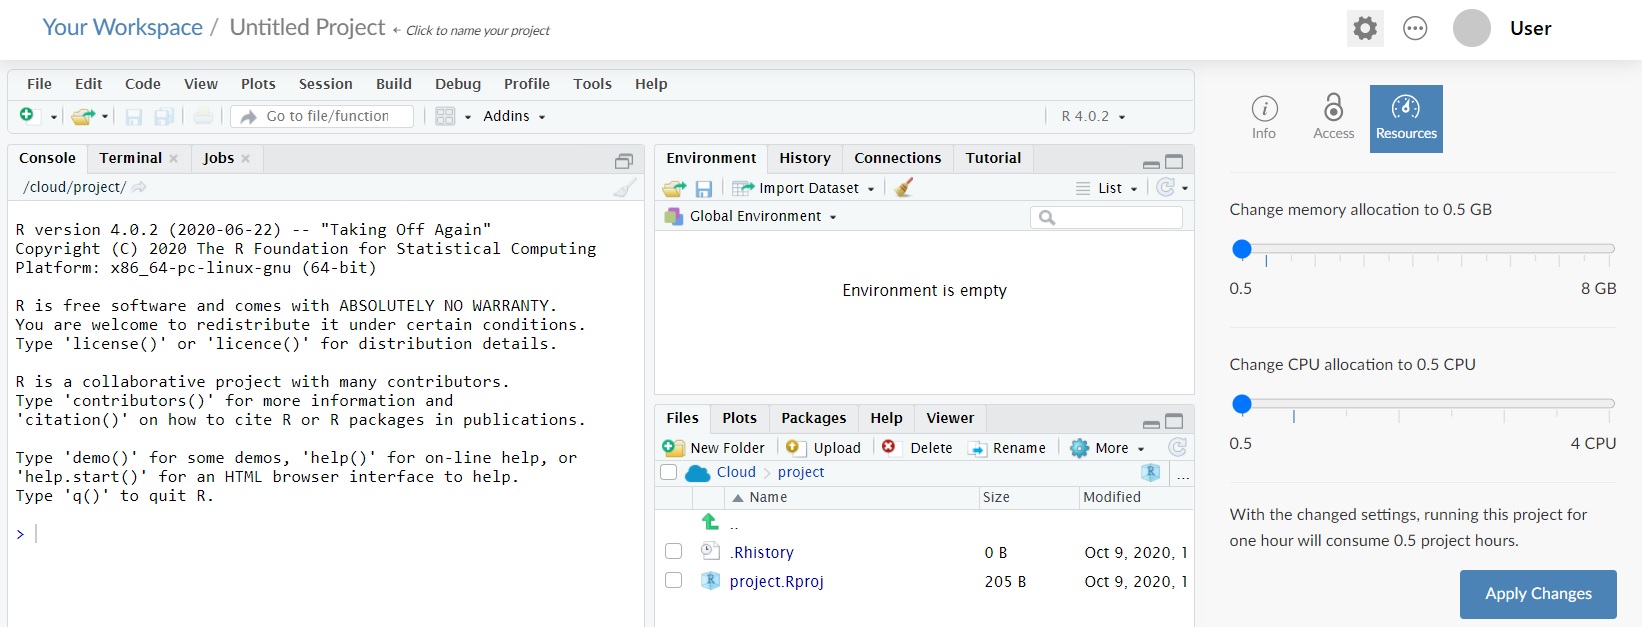 Your Workspace / Untitled Project ← Click to name your project
User
File Edit Code View Plots Session Build Debug Profile Tools Help
Go to file/function Addins R 4.0.2
Console Terminal Jobs
/cloud/project/
R version 4.0.2 (2020-06-22) -- "Taking Off Again"
Copyright (C) 2020 The R Foundation for Statistical Computing
Platform: x86_64-pc-linux-gnu (64-bit)
R is free software and comes with ABSOLUTELY NO WARRANTY.
You are welcome to redistribute it under certain conditions.
Type 'license()' or 'licence()' for distribution details.
R is a collaborative project with many contributors.
Type 'contributors()' for more information and
'citation()' on how to cite R or R packages in publications.
Type 'demo()' for some demos, 'help()' for on-line help, or
'help.start()' for an HTML browser interface to help.
Type 'q()' to quit R.
>
Environment History Connections Tutorial
Import Dataset List
Global Environment
Environment is empty
Files Plots Packages Help Viewer
New Folder Upload Delete Rename More
Cloud project ...
Name Size Modified
..
.Rhistory 0 B Oct 9, 2020, 1
project.Rproj 205 B Oct 9, 2020, 1
Info Access Resources
Change memory allocation to 0.5 GB
0.5 8 GB
Change CPU allocation to 0.5 CPU
0.5 4 CPU
With the changed settings, running this project for
one hour will consume 0.5 project hours.
Apply Changes